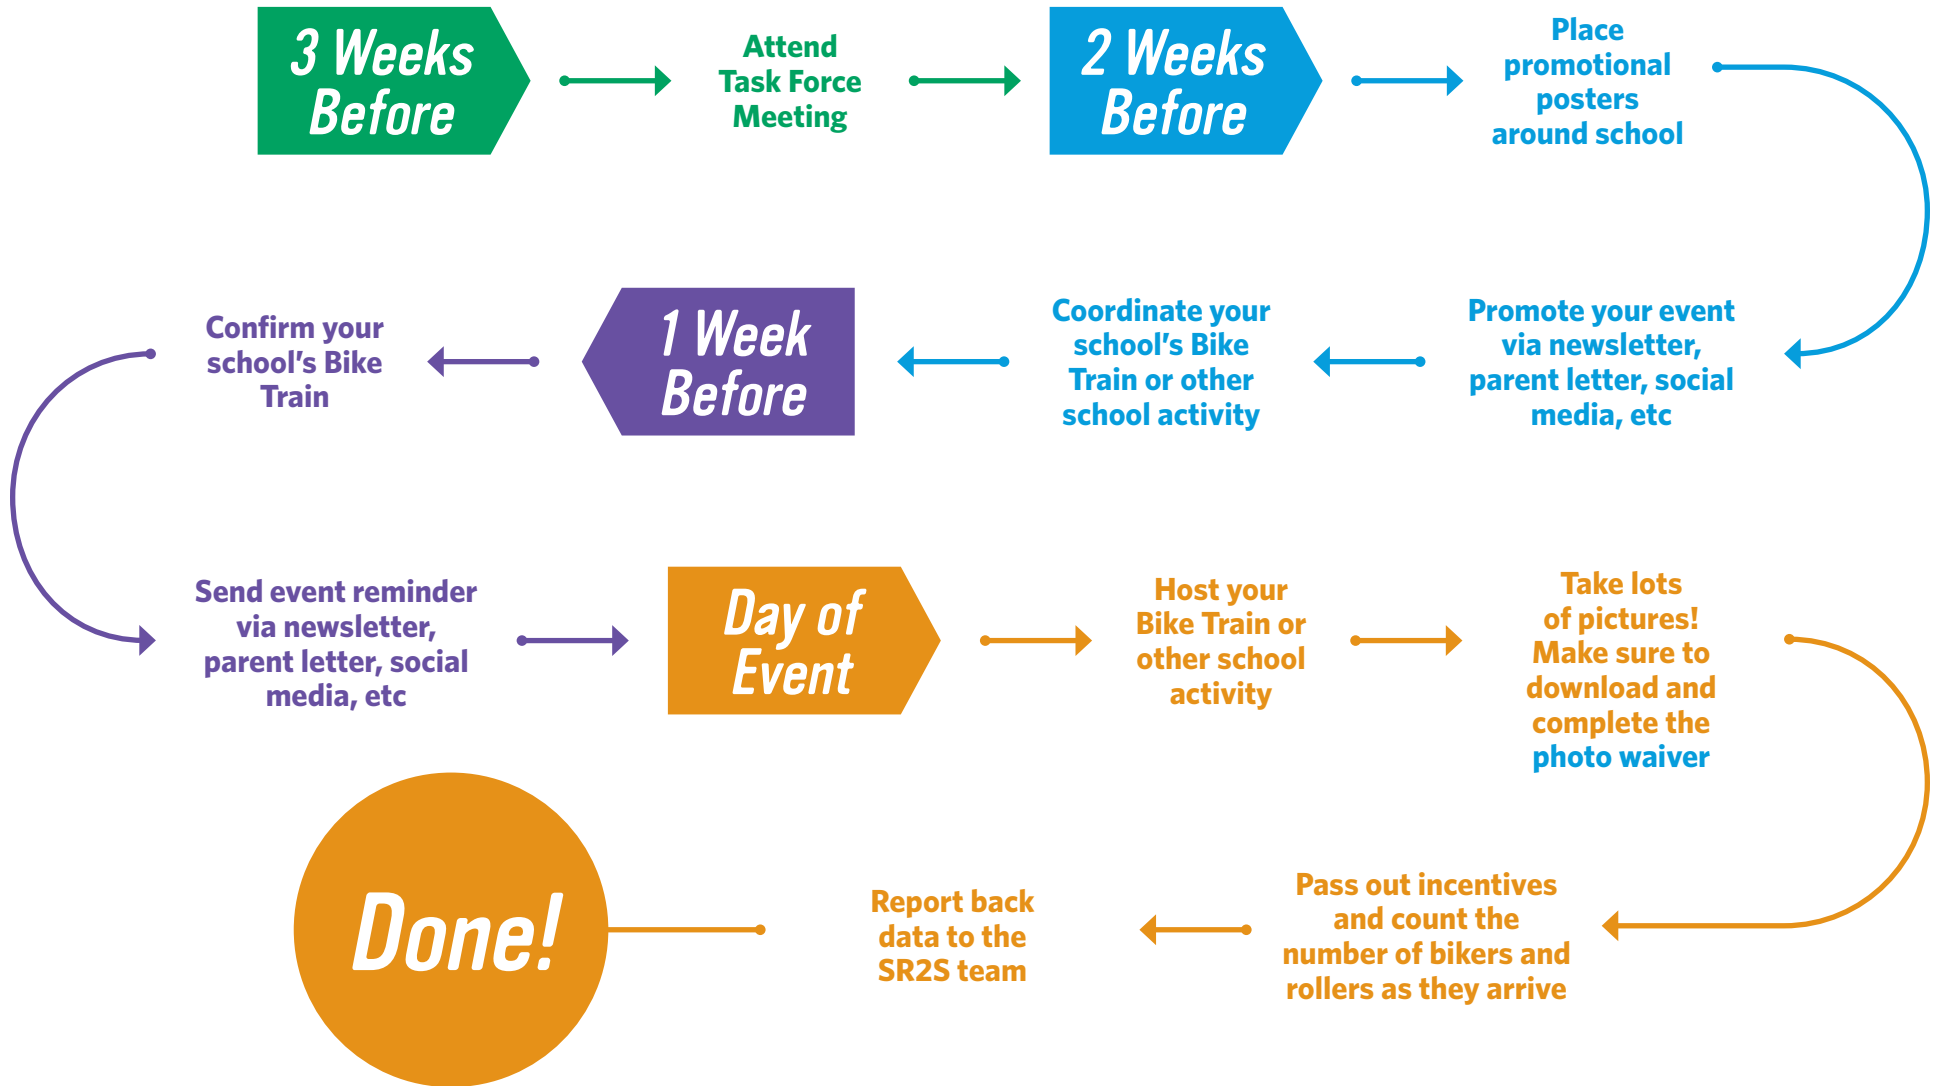 3 Weeks
Before
Attend
Task Force
Meeting
2 Weeks
Before
Place
promotional
posters
around school
Promote your event
via newsletter,
parent letter, social
media, etc
Coordinate your
school's Bike
Train or other
school activity
1 Week
Before
Confirm your
school's Bike
Train
Send event reminder
via newsletter,
parent letter, social
media, etc
Day of
Event
Host your
Bike Train or
other school
activity
Take lots
of pictures!
Make sure to
download and
complete the
photo waiver
Pass out incentives
and count the
number of bikers and
rollers as they arrive
Report back
data to the
SR2S team
Done!